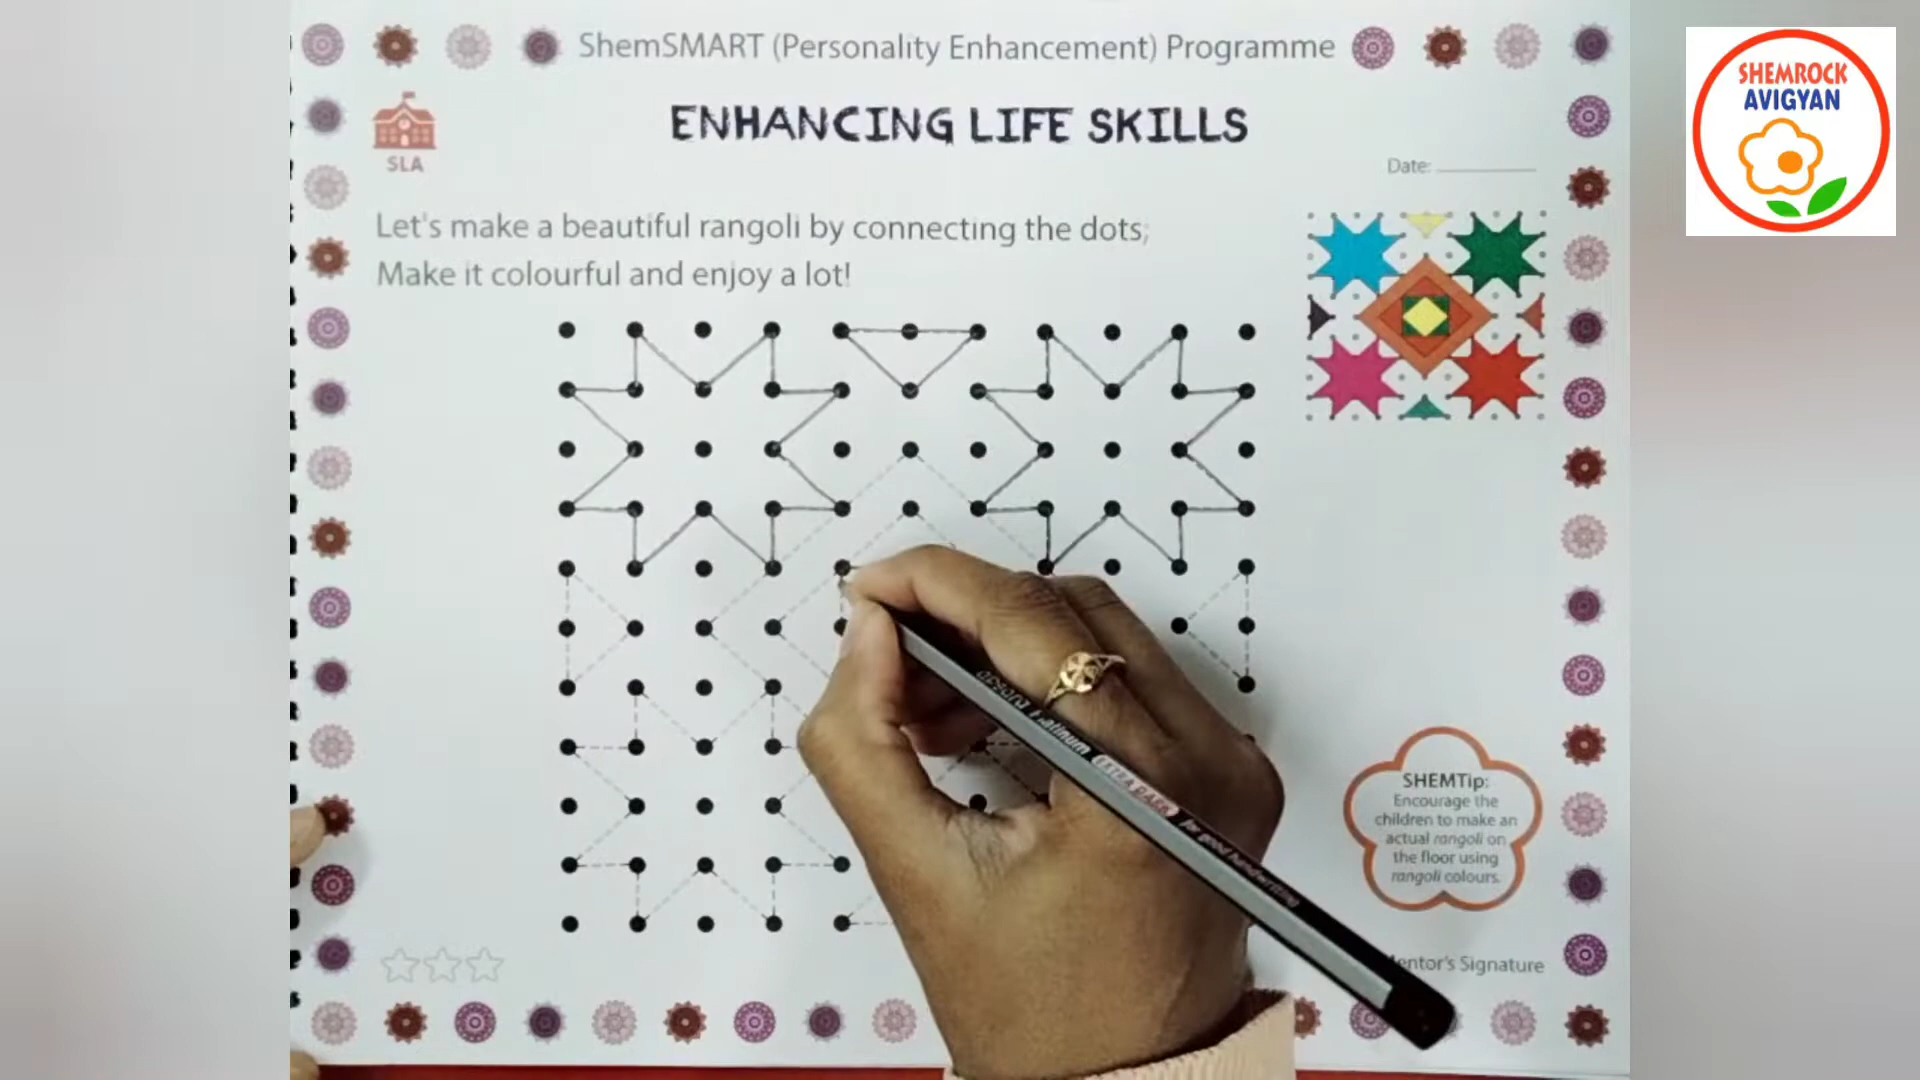 ShemSMART (Personality Enhancement) Programme
SHEMROCK
AVIGYAN
ENHANCING LIFE SKILLS
SLA
Date:
Let's make a beautiful rangoli by connecting the dots;
Make it colourful and enjoy a lot!
Platinum EXTRA DARK for good handwriting
SHEMTip:
Encourage the
children to make an
actual rangoli on
the floor using
rangoli colours.
Signature